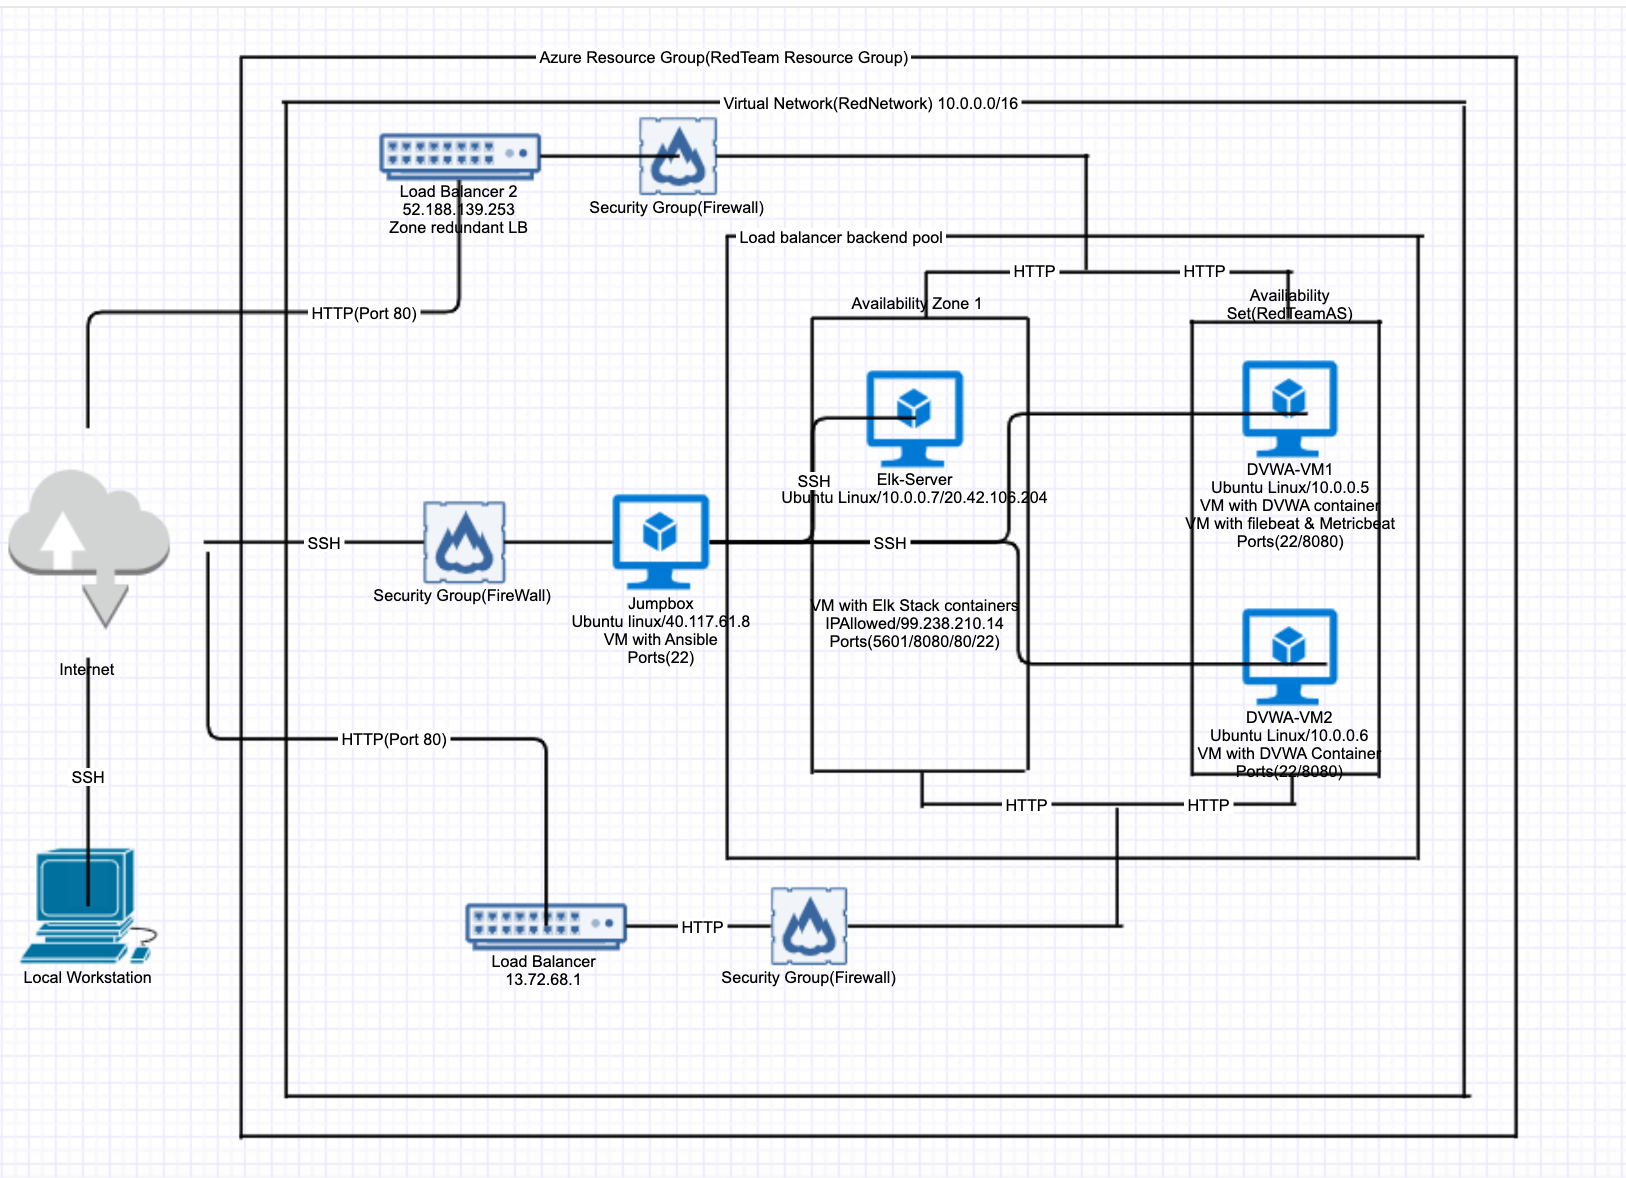 Azure Resource Group(RedTeam Resource Group)
Virtual Network(RedNetwork) 10.0.0.0/16
Load Balancer 2
52.188.139.253
Zone redundant LB
Security Group(Firewall)
Load balancer backend pool
HTTP
HTTP
HTTP(Port 80)
Availability Zone 1
Availiability
Set(RedTeamAS)
SSH
Elk-Server
Ubuntu Linux/10.0.0.7/20.42.106.204
DVWA-VM1
Ubuntu Linux/10.0.0.5
VM with DVWA container
VM with filebeat & Metricbeat
Ports(22/8080)
SSH
SSH
Security Group(FireWall)
Jumpbox
Ubuntu linux/40.117.61.8
VM with Ansible
Ports(22)
VM with Elk Stack containers
IPAllowed/99.238.210.14
Ports(5601/8080/80/22)
Internet
DVWA-VM2
Ubuntu Linux/10.0.0.6
VM with DVWA Container
Ports(22/8080)
HTTP(Port 80)
SSH
HTTP
HTTP
HTTP
Load Balancer
13.72.68.1
Security Group(Firewall)
Local Workstation